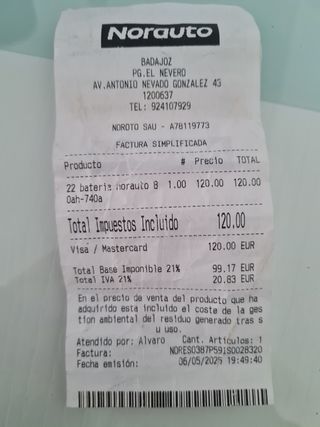 Norauto
BADAJOZ
PG.EL NEVERO
AV.ANTONIO NEVADO GONZALEZ 43
1200637
TEL: 924107929
NOROTO SAU - A78119773
FACTURA SIMPLIFICADA
Producto # Precio TOTAL
22 bateria norauto 8 1.00 120.00 120.00
0ah-740a
Total Impuestos Incluido 120.00
Visa / Mastercard 120.00 EUR
Total Base Imponible 21% 99.17 EUR
Total IVA 21% 20.83 EUR
En el precio de venta del producto que ha
adquirido esta incluido el coste de la ges
tion ambiental del residuo generado tras s
u uso.
Atendido por: Alvaro Cant. Articulos: 1
Factura: NORES0387P591S0028320
Fecha emisión: 06/05/2025 19:49:40